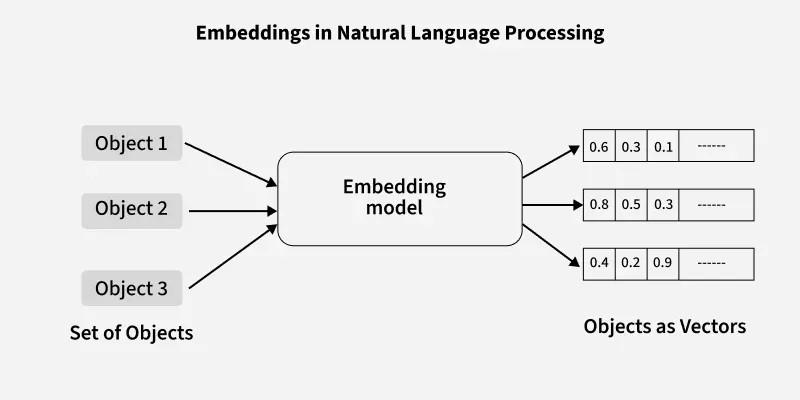 Embeddings in Natural Language Processing
Object 1
Object 2
Object 3
Set of Objects
Embedding
model
0.6 0.3 0.1 ------
0.8 0.5 0.3 ------
0.4 0.2 0.9 ------
Objects as Vectors